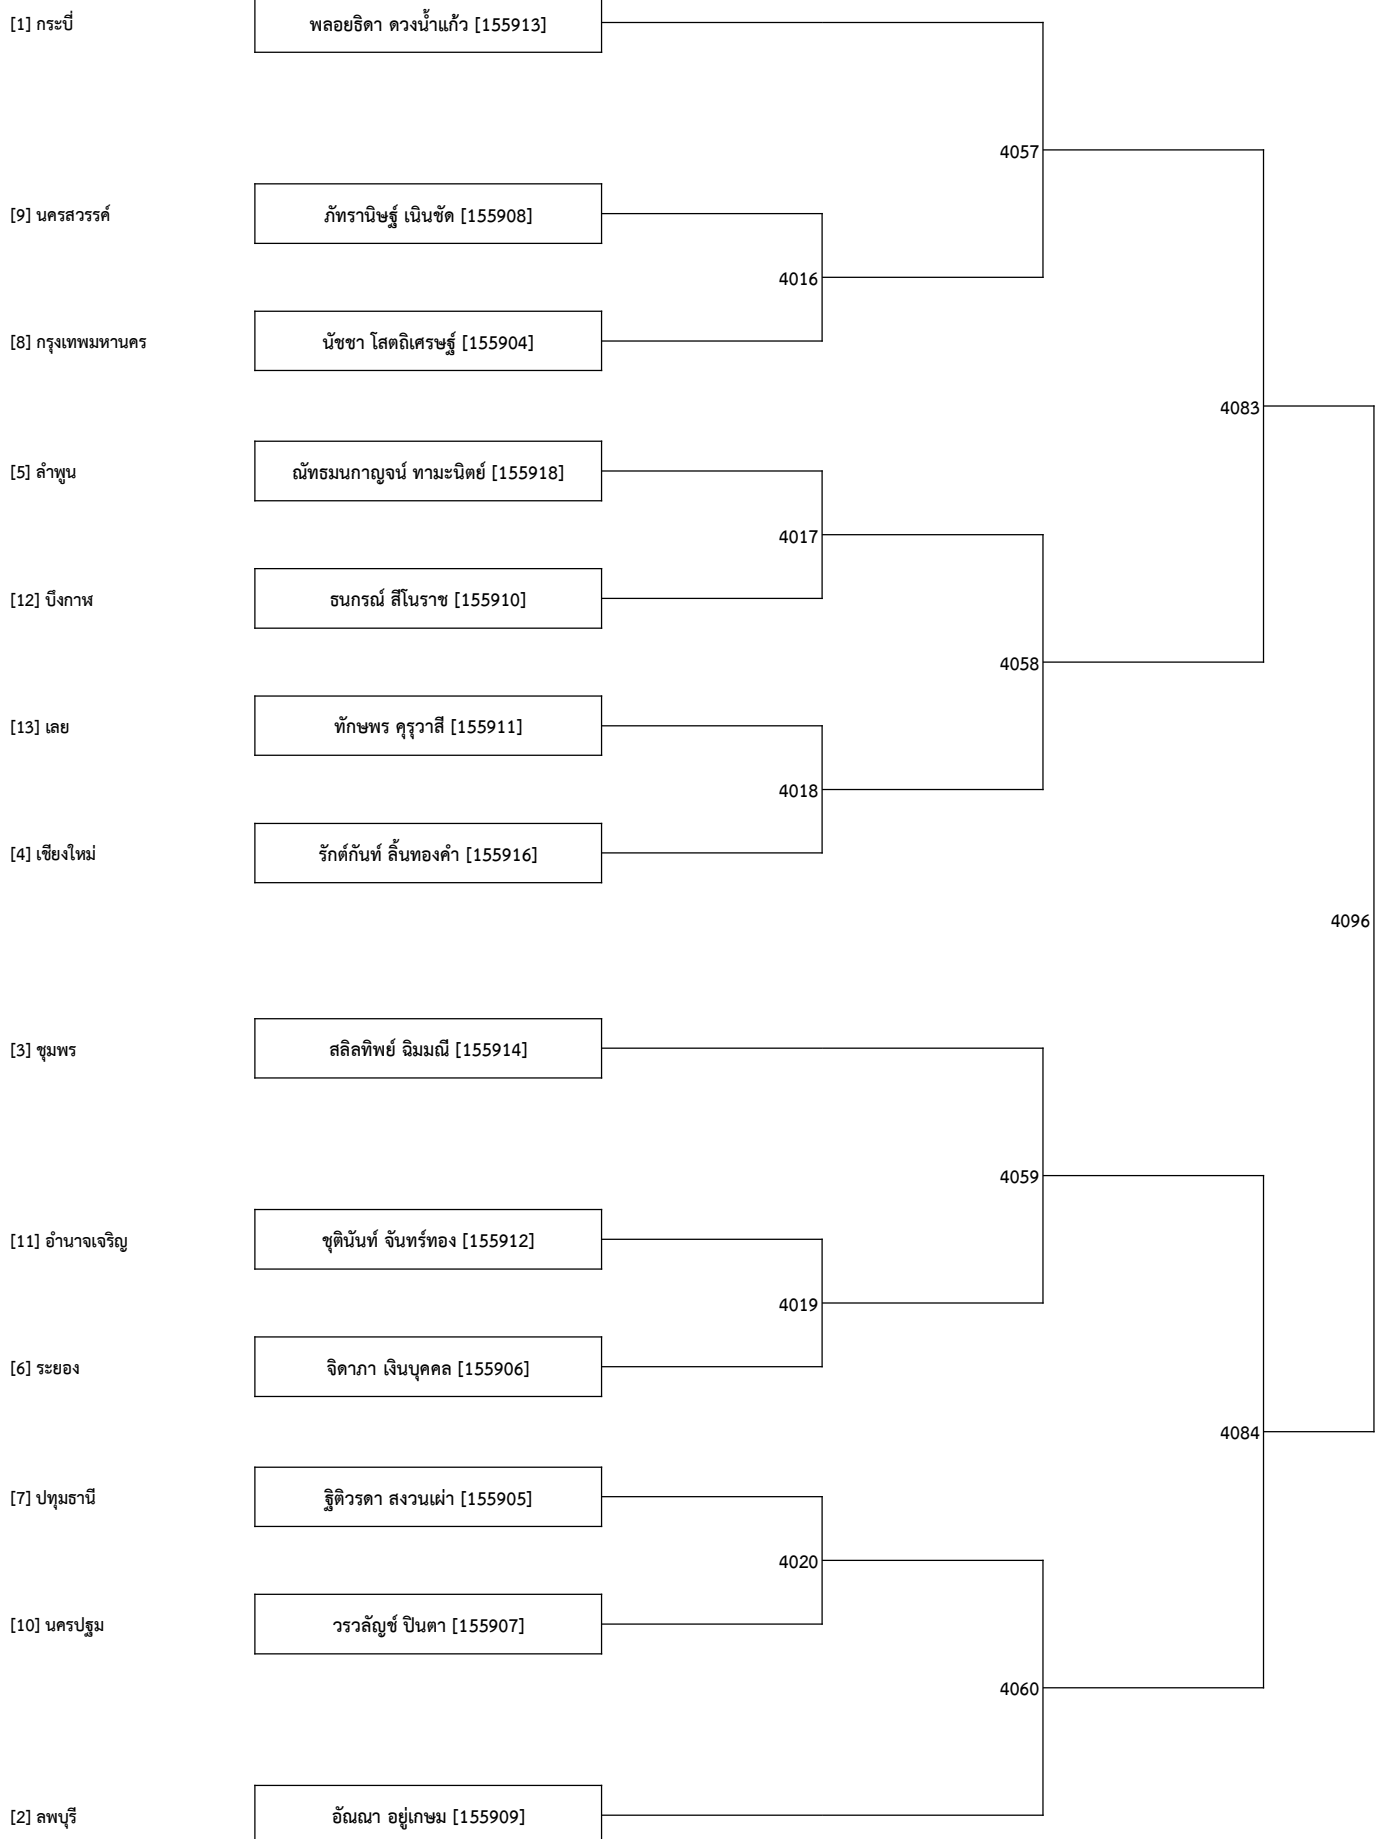 [1] กระบี่ พลอยธิดา ดวงน้ำแก้ว [155913]
4057
[9] นครสวรรค์ ภัทรานิษฐ์ เนินชัด [155908]
4016
[8] กรุงเทพมหานคร นัชชา โสตถิเศรษฐ์ [155904]
4083
[5] ลำพูน ณัทธมนกาญจน์ ทามะนิตย์ [155918]
4017
[12] บึงกาฬ ธนกรณ์ สีโนราช [155910]
4058
[13] เลย ทักษพร คุรุวาสี [155911]
4018
[4] เชียงใหม่ รักต์กันท์ ลิ้นทองคำ [155916]
4096
[3] ชุมพร สลิลทิพย์ ฉิมมณี [155914]
4059
[11] อำนาจเจริญ ชุตินันท์ จันทร์ทอง [155912]
4019
[6] ระยอง จิดาภา เงินบุคคล [155906]
4084
[7] ปทุมธานี ฐิติวรดา สงวนเผ่า [155905]
4020
[10] นครปฐม วรวลัญช์ ปินตา [155907]
4060
[2] ลพบุรี อัณณา อยู่เกษม [155909]